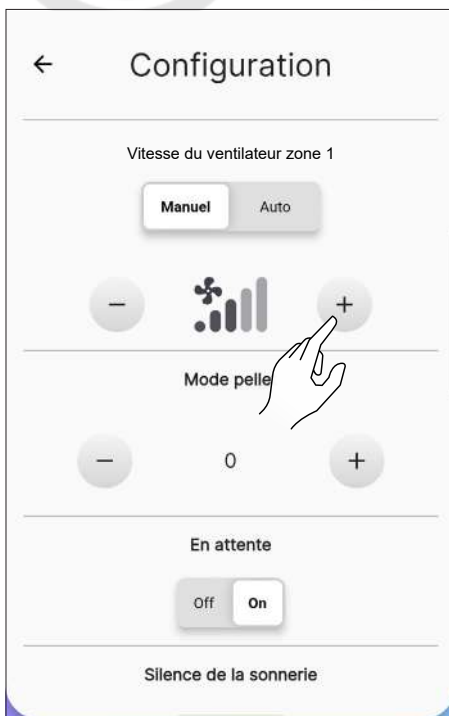 Configuration
Vitesse du ventilateur zone 1
Manuel Auto
Mode pelle
0
En attente
Off On
Silence de la sonnerie